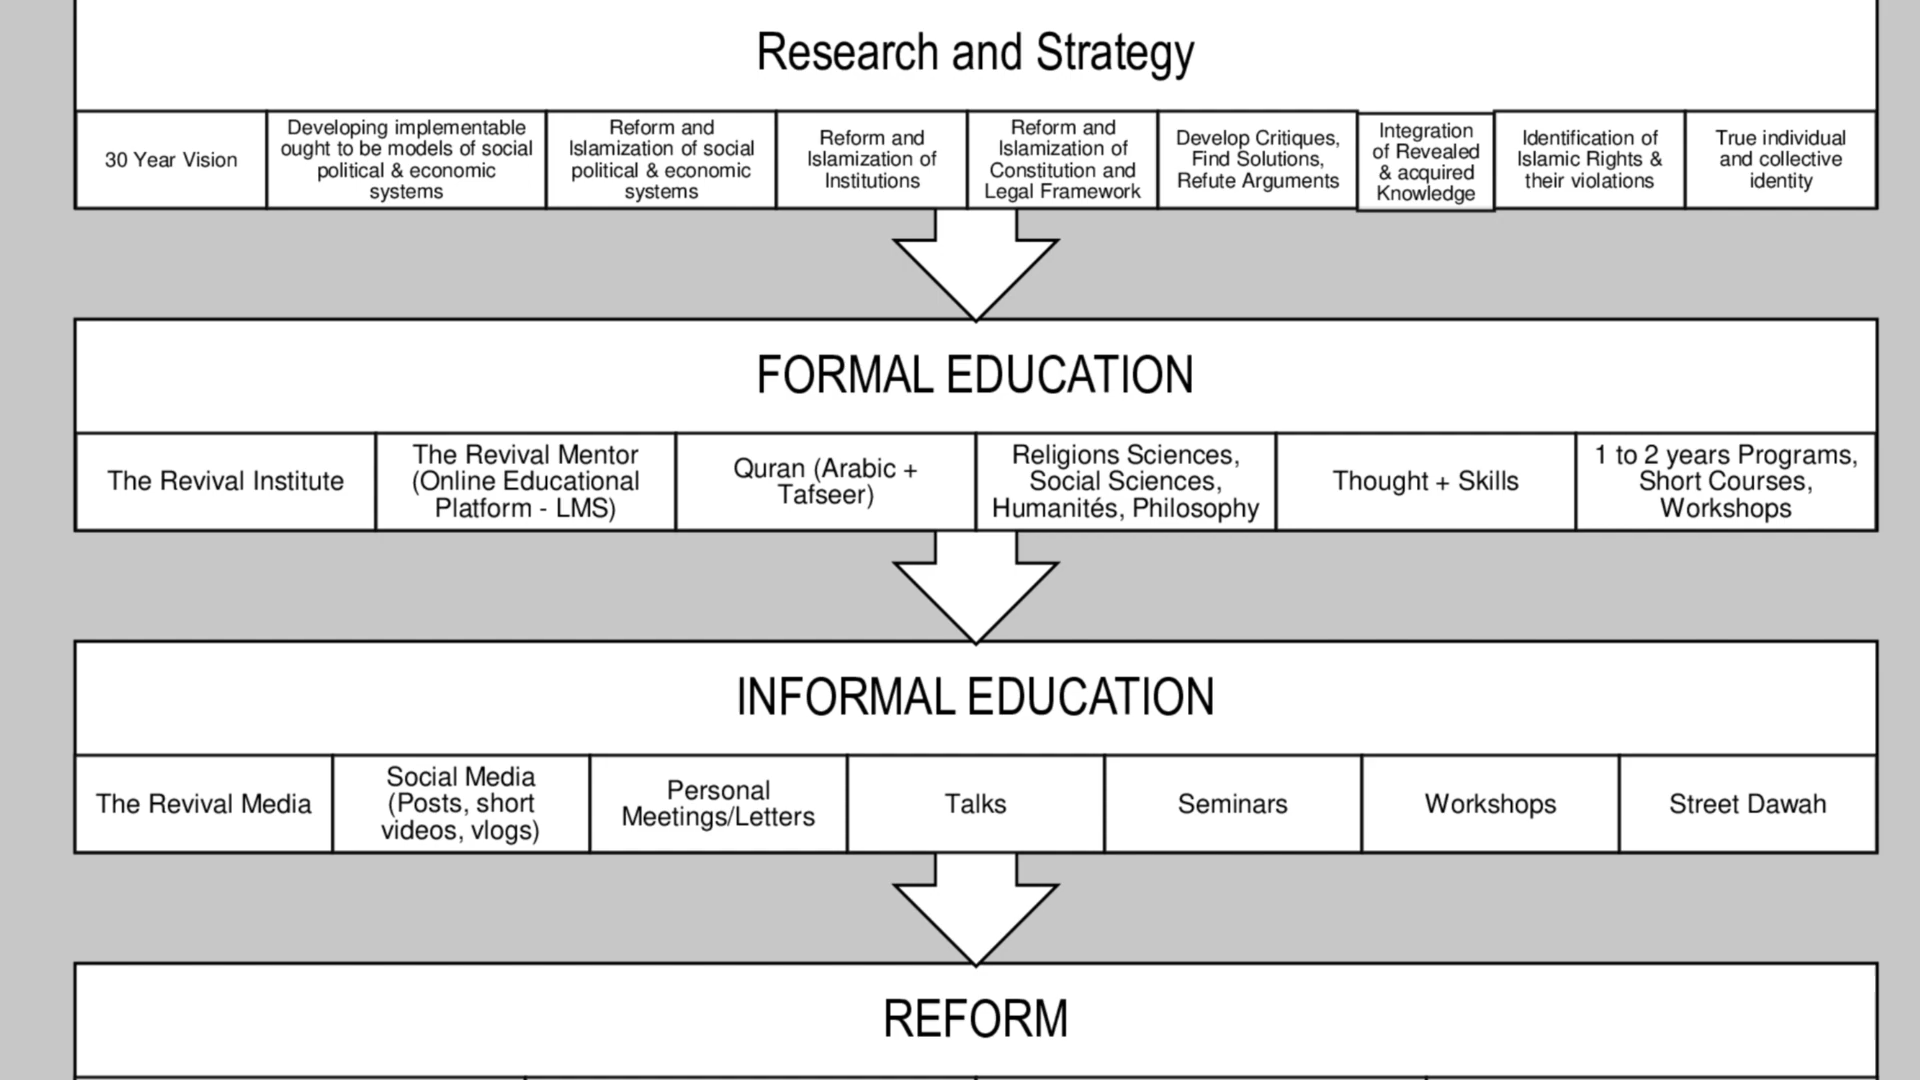 Research and Strategy
30 Year Vision
Developing implementable
ought to be models of social
political & economic
systems
Reform and
Islamization of social
political & economic
systems
Reform and
Islamization of
Institutions
Reform and
Islamization of
Constitution and
Legal Framework
Develop Critiques,
Find Solutions,
Refute Arguments
Integration
of Revealed
& acquired
Knowledge
Identification of
Islamic Rights &
their violations
True individual
and collective
identity
FORMAL EDUCATION
The Revival Institute
The Revival Mentor
(Online Educational
Platform - LMS)
Quran (Arabic +
Tafseer)
Religions Sciences,
Social Sciences,
Humanités, Philosophy
Thought + Skills
1 to 2 years Programs,
Short Courses,
Workshops
INFORMAL EDUCATION
The Revival Media
Social Media
(Posts, short
videos, vlogs)
Personal
Meetings/Letters
Talks
Seminars
Workshops
Street Dawah
REFORM